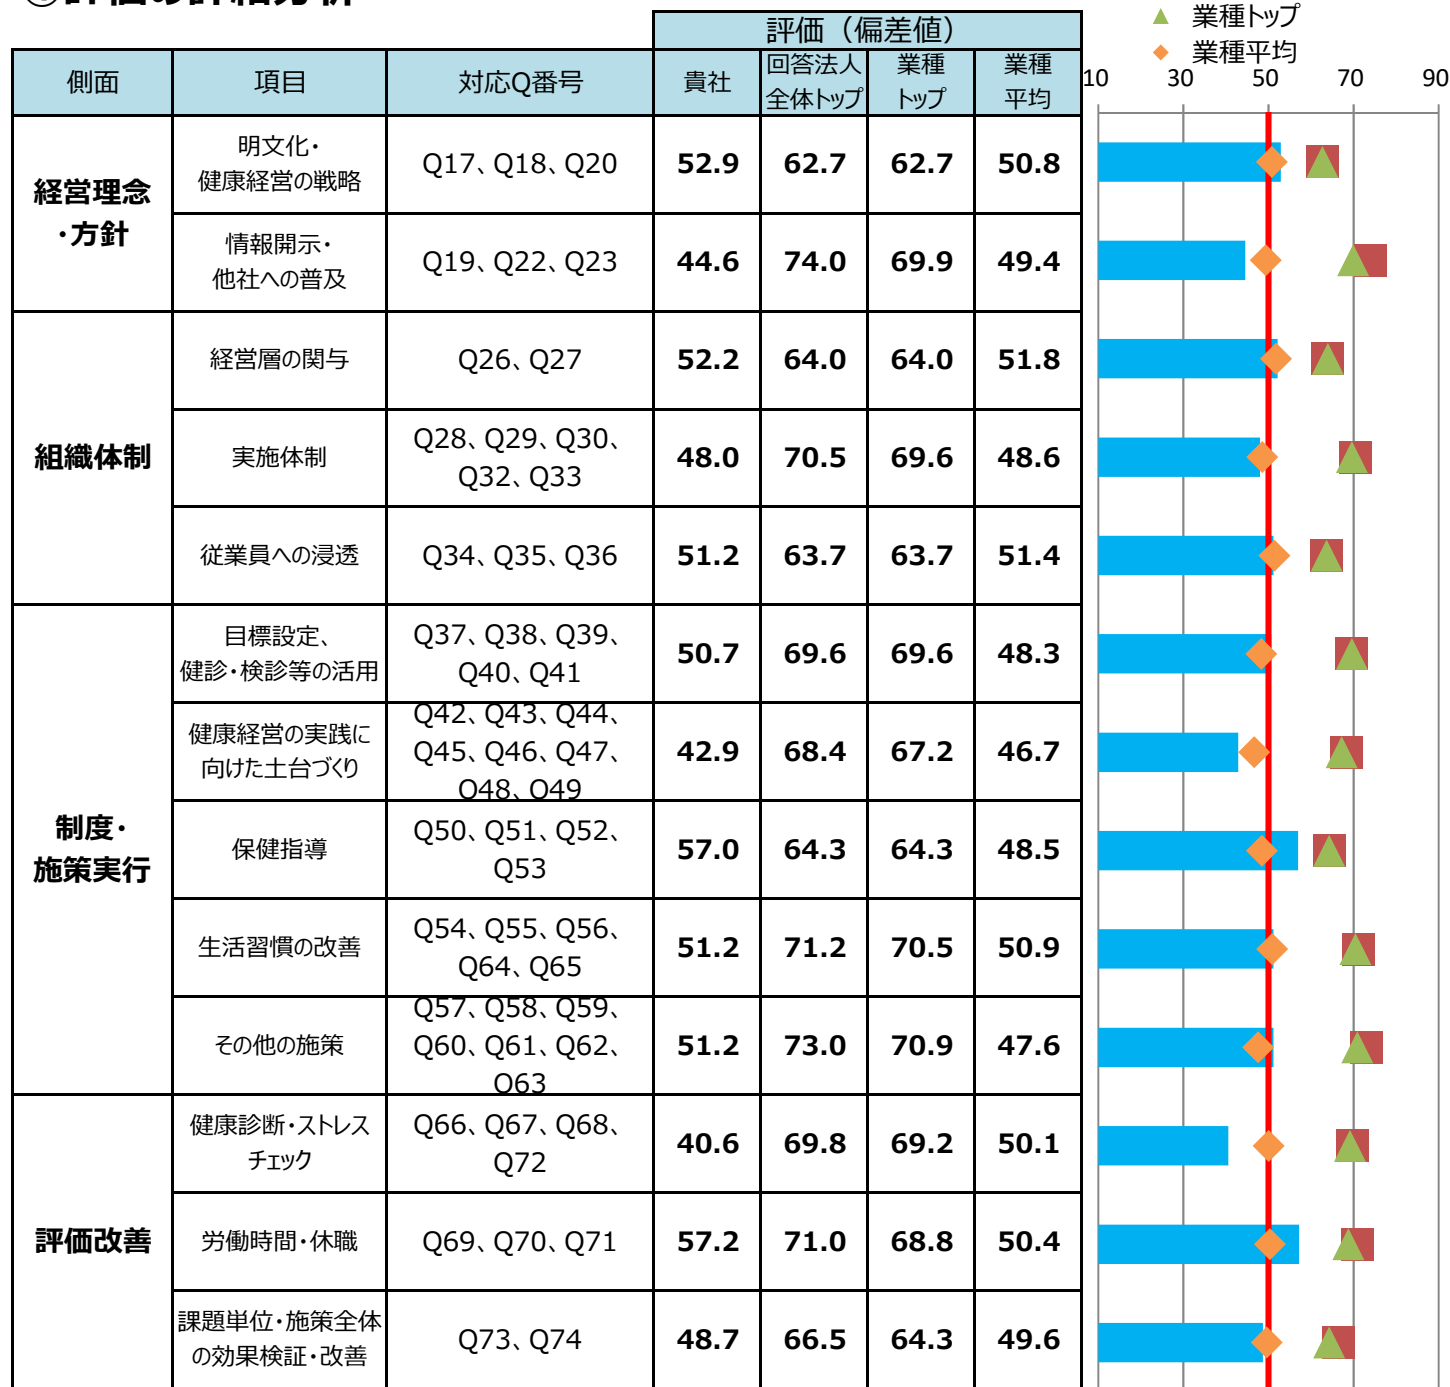 ①評価の詳細分析
▲ 業種トップ
◆ 業種平均
10 30 50 70 90
評価（偏差値）
側面 項目 対応Q番号 貴社 回答法人 業種 業種
全体トップ トップ 平均
経営理念
・方針
明文化・
健康経営の戦略
Q17、Q18、Q20 52.9 62.7 62.7 50.8
情報開示・
他社への普及
Q19、Q22、Q23 44.6 74.0 69.9 49.4
組織体制
経営層の関与 Q26、Q27 52.2 64.0 64.0 51.8
実施体制
Q28、Q29、Q30、
Q32、Q33
48.0 70.5 69.6 48.6
従業員への浸透 Q34、Q35、Q36 51.2 63.7 63.7 51.4
制度・
施策実行
目標設定、
健診・検診等の活用
Q37、Q38、Q39、
Q40、Q41
50.7 69.6 69.6 48.3
健康経営の実践に
向けた土台づくり
Q42、Q43、Q44、
Q45、Q46、Q47、
Q48、Q49
42.9 68.4 67.2 46.7
保健指導
Q50、Q51、Q52、
Q53
57.0 64.3 64.3 48.5
生活習慣の改善
Q54、Q55、Q56、
Q64、Q65
51.2 71.2 70.5 50.9
その他の施策
Q57、Q58、Q59、
Q60、Q61、Q62、
Q63
51.2 73.0 70.9 47.6
評価改善
健康診断・ストレス
チェック
Q66、Q67、Q68、
Q72
40.6 69.8 69.2 50.1
労働時間・休職 Q69、Q70、Q71 57.2 71.0 68.8 50.4
課題単位・施策全体
の効果検証・改善
Q73、Q74 48.7 66.5 64.3 49.6